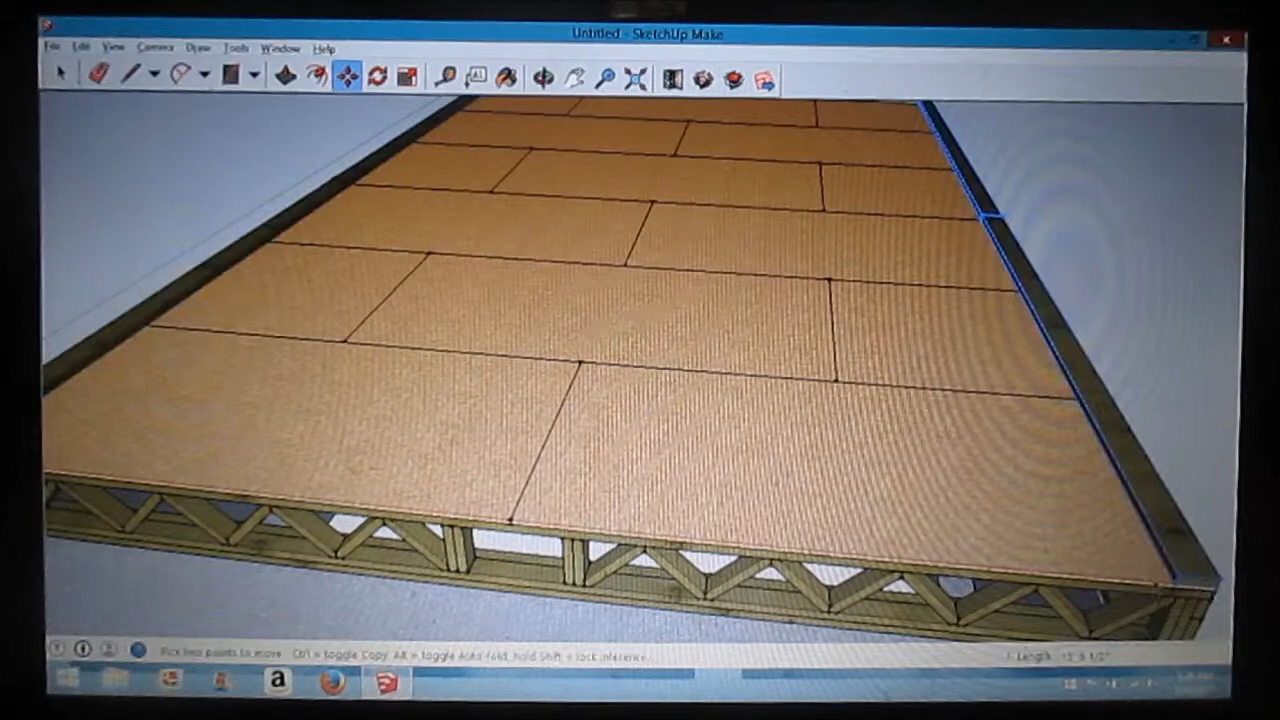 Untitled - SketchUp Make
File Edit View Camera Draw Tools Window Help
A1
Pick two points to move. Ctrl = toggle Copy, Alt = toggle Auto-fold, hold Shift = lock inference.
Length
a